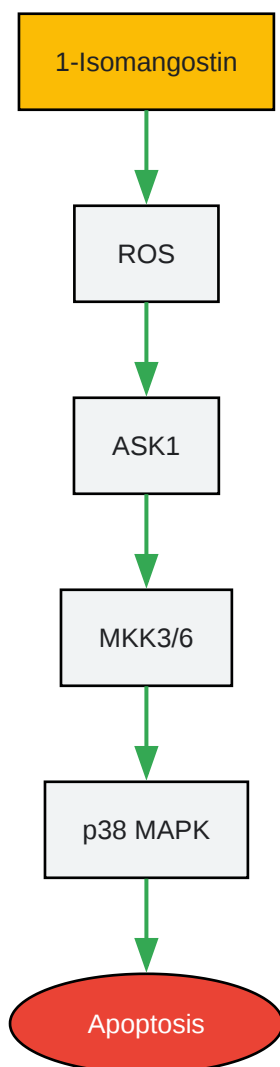 1-Isomangostin
ROS
ASK1
MKK3/6
p38 MAPK
Apoptosis